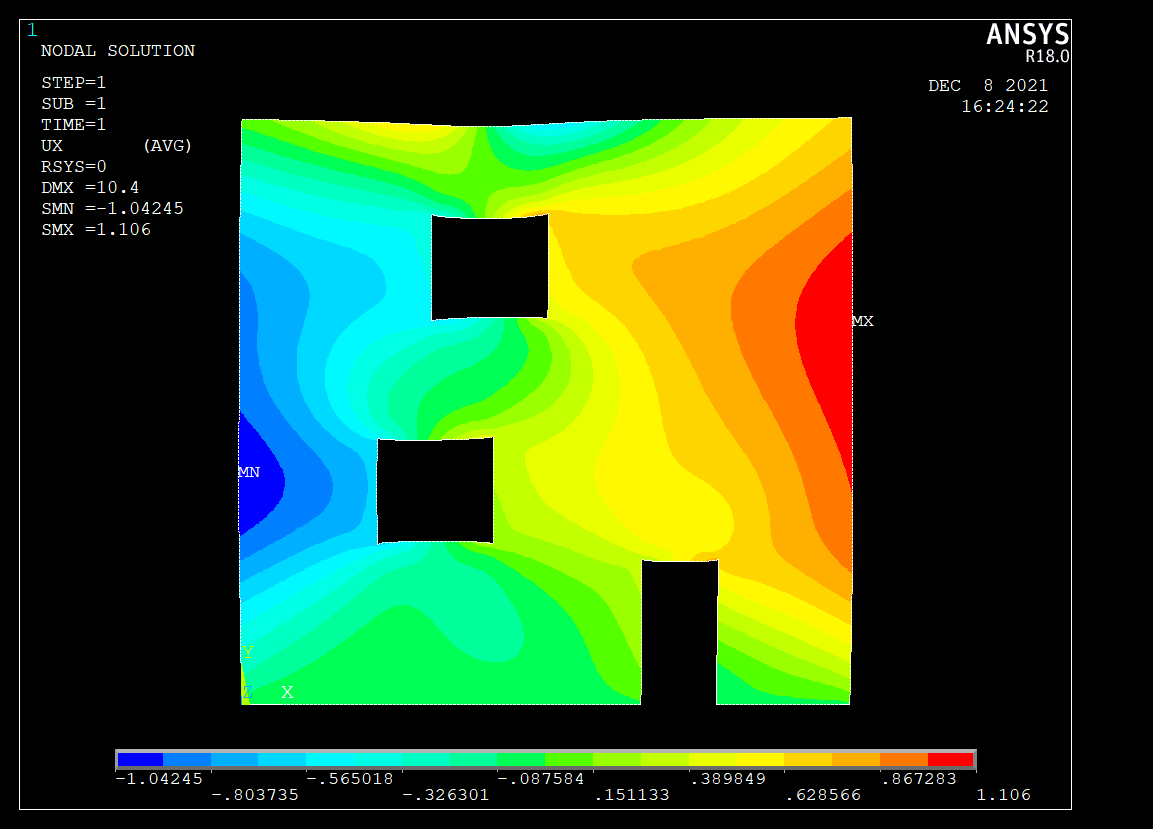 1
ANSYS
R18.0
NODAL SOLUTION
STEP=1
SUB =1
TIME=1
UX (AVG)
RSYS=0
DMX =10.4
SMN =-1.04245
SMX =1.106
DEC 8 2021
16:24:22
MX
MN
Y
Z X
-1.04245 -.565018 -.087584 .389849 .867283
-.803735 -.326301 .151133 .628566 1.106